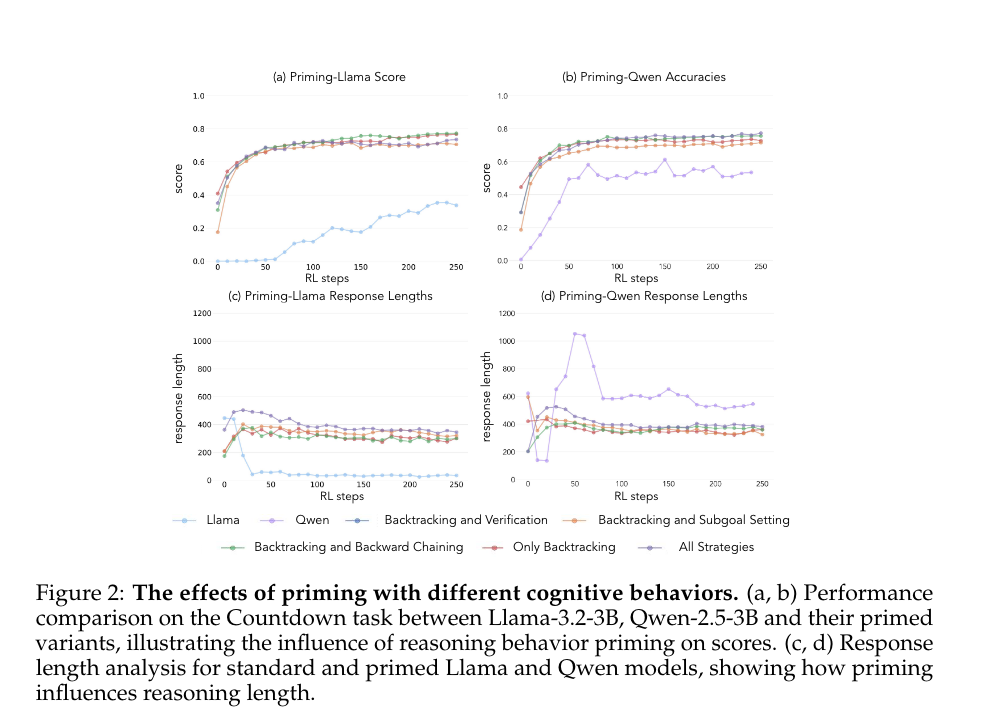 (a) Priming-Llama Score
1.0
0.8
0.6
0.4
0.2
0.0
score
0 50 100 150 200 250
RL steps
(b) Priming-Qwen Accuracies
1.0
0.8
0.6
0.4
0.2
0.0
score
0 50 100 150 200 250
RL steps
(c) Priming-Llama Response Lengths
1200
1000
800
600
400
200
0
response length
0 50 100 150 200 250
RL steps
(d) Priming-Qwen Response Lengths
1200
1000
800
600
400
200
0
response length
0 50 100 150 200 250
RL steps
Llama Qwen Backtracking and Verification Backtracking and Subgoal Setting
Backtracking and Backward Chaining Only Backtracking All Strategies
Figure 2: The effects of priming with different cognitive behaviors. (a, b) Performance
comparison on the Countdown task between Llama-3.2-3B, Qwen-2.5-3B and their primed
variants, illustrating the influence of reasoning behavior priming on scores. (c, d) Response
length analysis for standard and primed Llama and Qwen models, showing how priming
influences reasoning length.